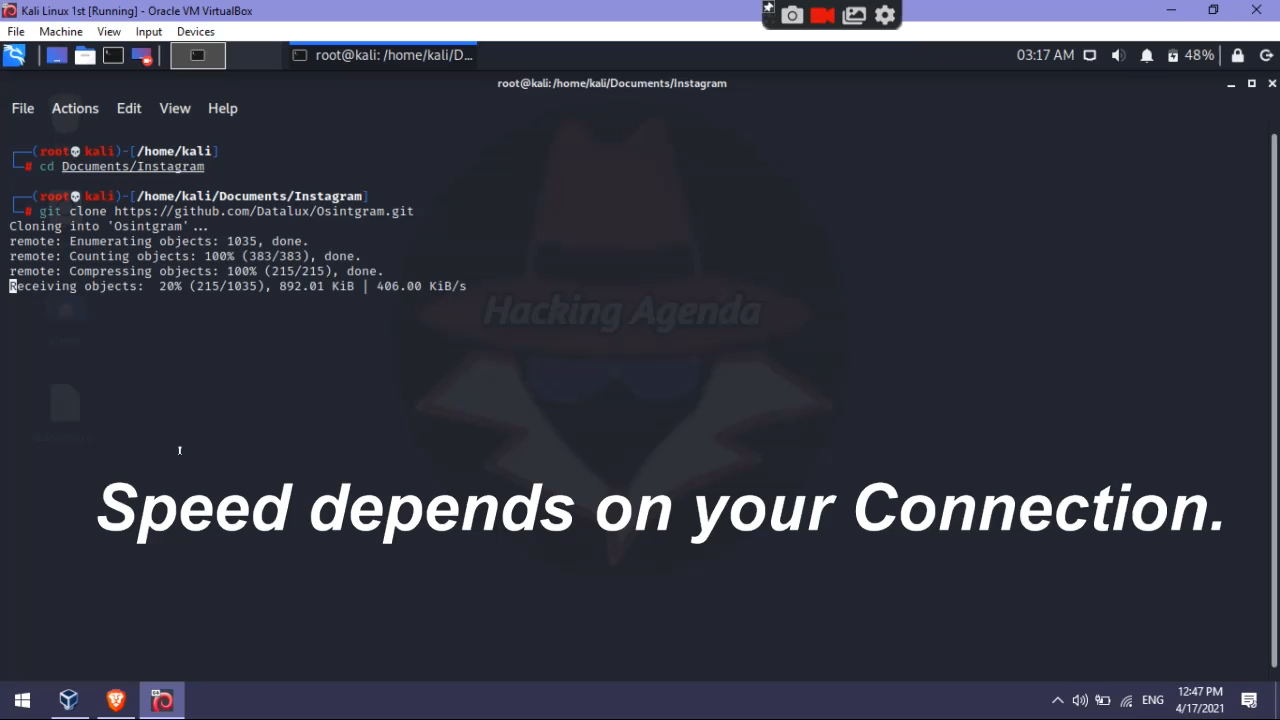 Kali Linux 1st [Running] - Oracle VM VirtualBox
File Machine View Input Devices
root@kali: /home/kali/D...
03:17 AM
48%
root@kali: /home/kali/Documents/Instagram
File Actions Edit View Help
┌──(root💀kali)-[/home/kali]
└─# cd Documents/Instagram
┌──(root💀kali)-[/home/kali/Documents/Instagram]
└─# git clone https://github.com/Datalux/Osintgram.git
Cloning into 'Osintgram'...
remote: Enumerating objects: 1035, done.
remote: Counting objects: 100% (383/383), done.
remote: Compressing objects: 100% (215/215), done.
Receiving objects:  20% (215/1035), 892.01 KiB | 406.00 KiB/s
Hacking Agenda
Speed depends on your Connection.
ENG
12:47 PM
4/17/2021